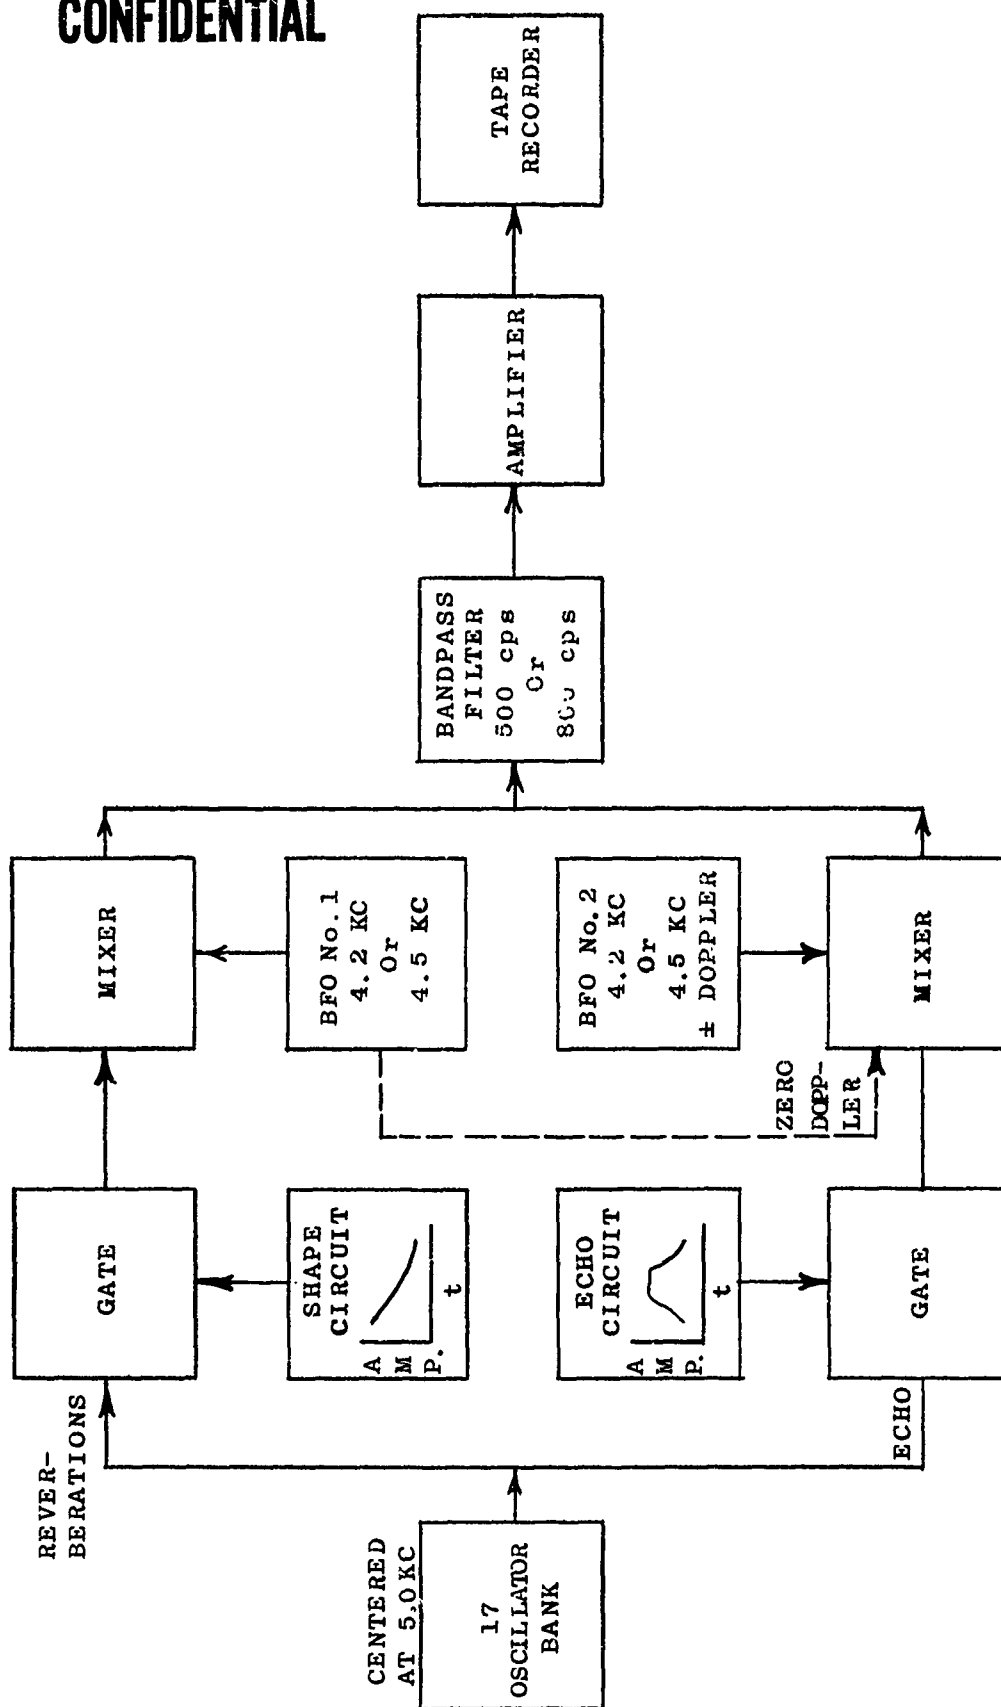 CONFIDENTIAL
CENTERED
AT 5.0 KC
17
OSCILLATOR
BANK
REVER-
BERATIONS
ECHO
GATE
SHAPE
CIRCUIT
A
M
P.
t
ECHO
CIRCUIT
A
M
P.
t
GATE
MIXER
BFO No.1
4.2 KC
Or
4.5 KC
BFO No.2
4.2 KC
Or
4.5 KC
± DOPPLER
ZERO
DOPP-
LER
MIXER
BANDPASS
FILTER
500 cps
Or
800 cps
AMPLIFIER
TAPE
RECORDER